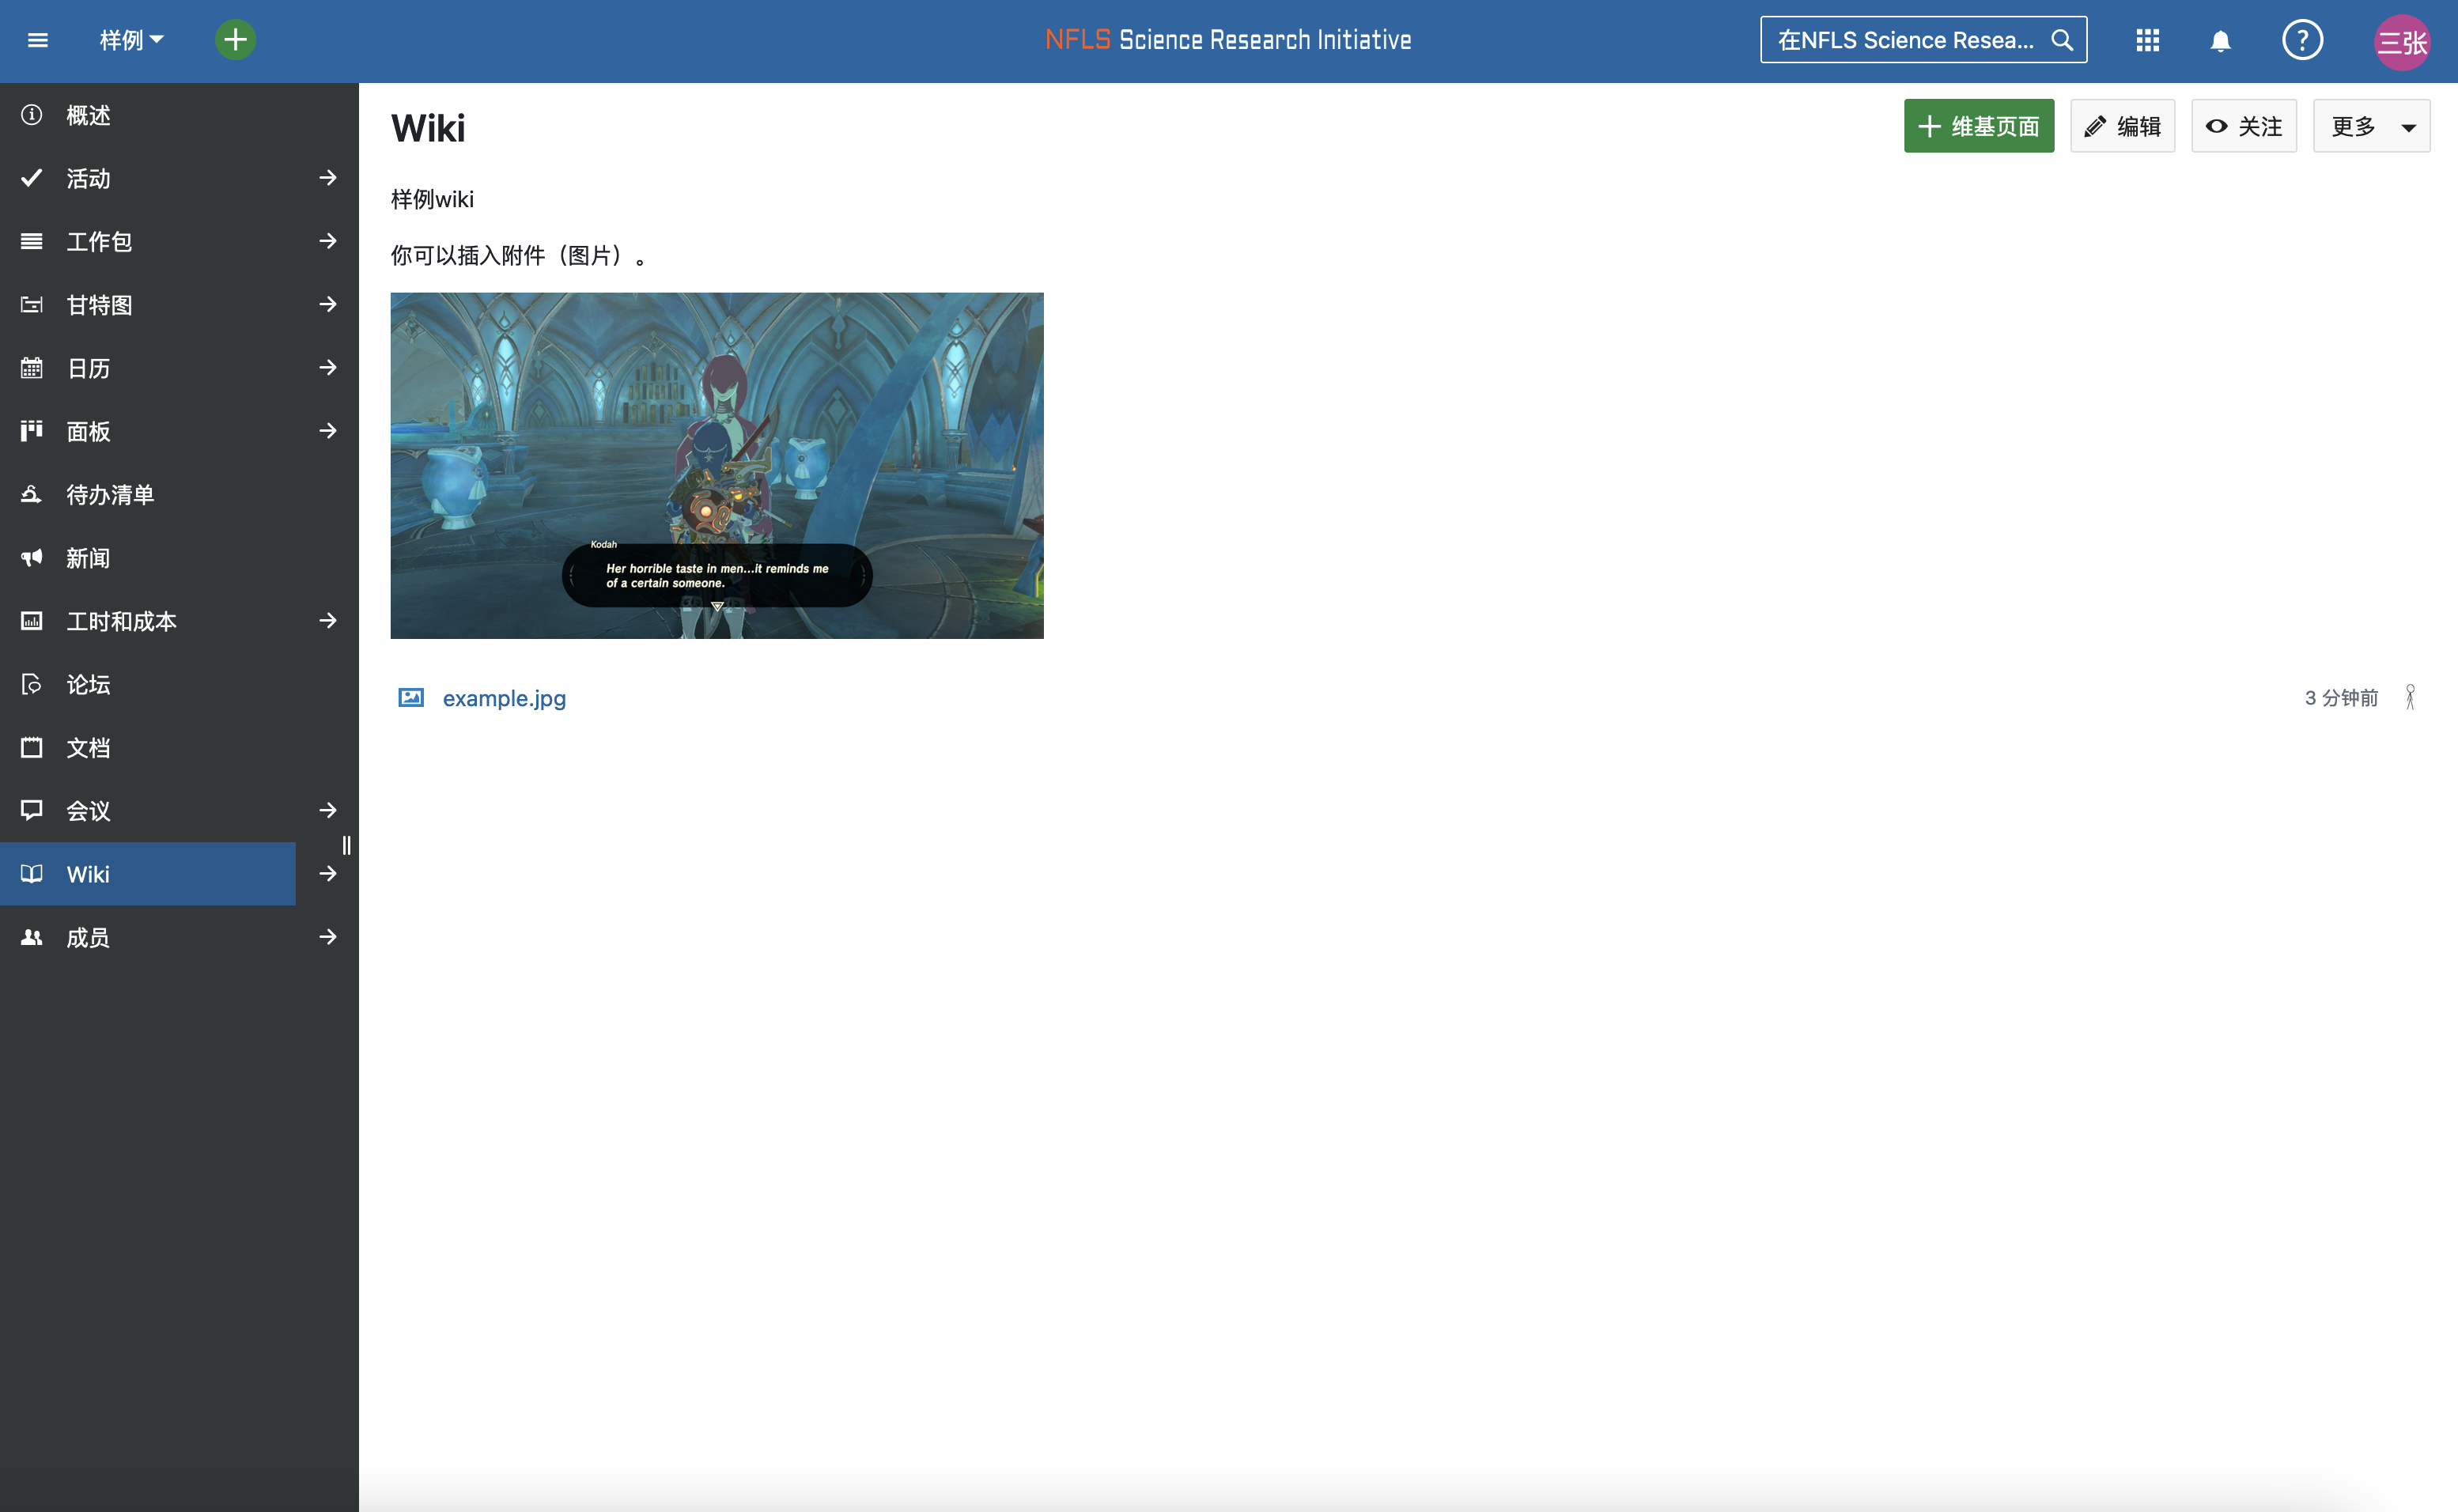 样例
NFLS Science Research Initiative
在NFLS Science Resea...
三张
概述
活动
工作包
甘特图
日历
面板
待办清单
新闻
工时和成本
论坛
文档
会议
Wiki
成员
Wiki
维基页面
编辑
关注
更多
样例wiki
你可以插入附件（图片）。
Kodah
Her horrible taste in men...it reminds me
of a certain someone.
example.jpg
3 分钟前